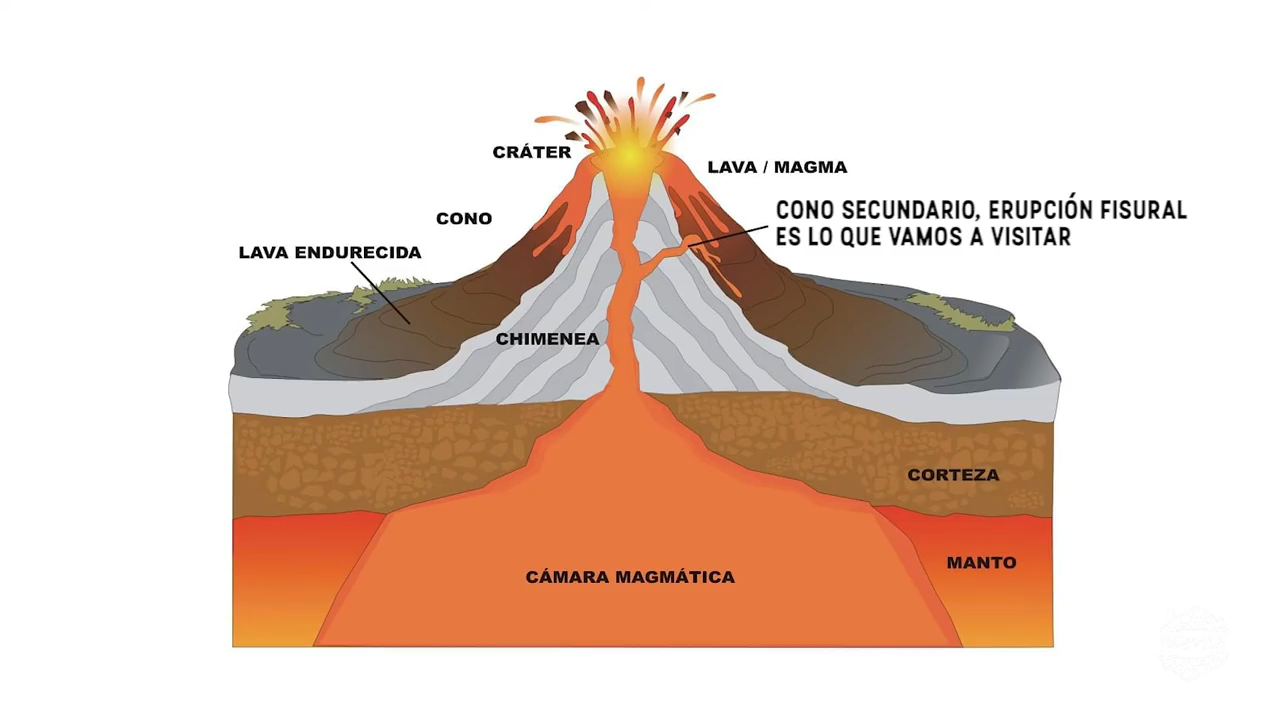 CRÁTER
LAVA / MAGMA
CONO
CONO SECUNDARIO, ERUPCIÓN FISURAL
ES LO QUE VAMOS A VISITAR
LAVA ENDURECIDA
CHIMENEA
CORTEZA
MANTO
CÁMARA MAGMÁTICA